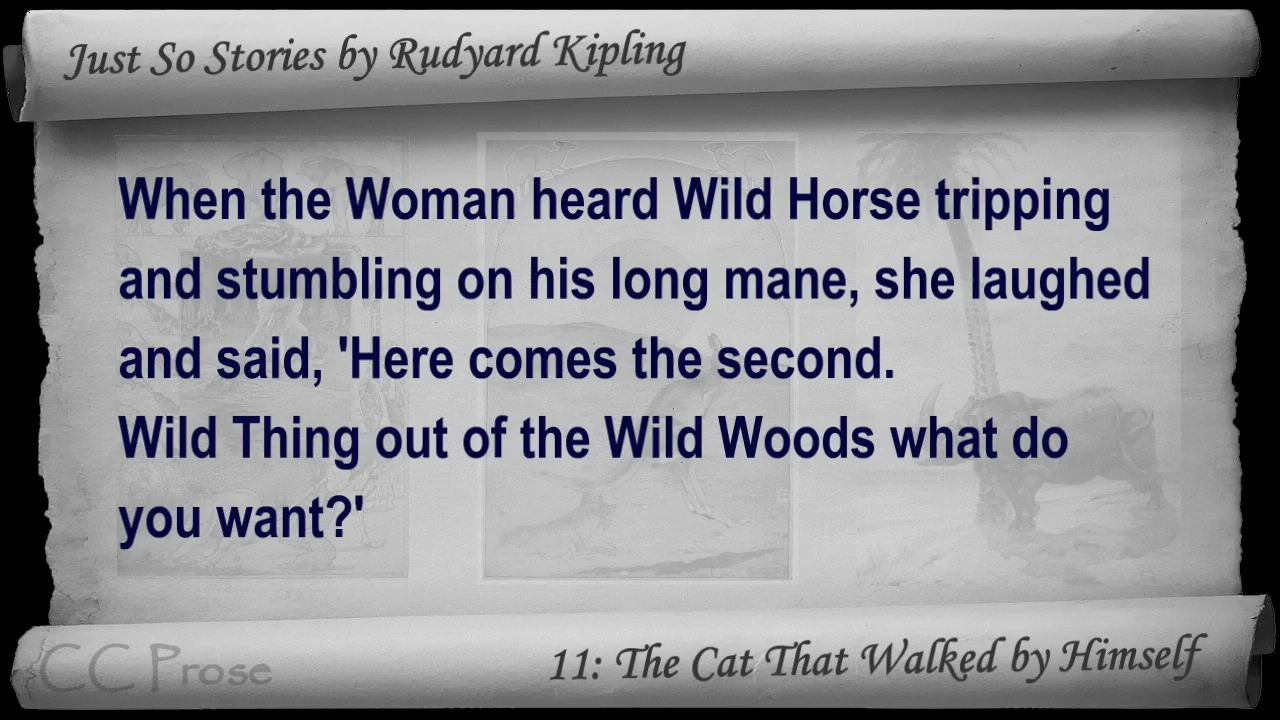 Just So Stories by Rudyard Kipling
When the Woman heard Wild Horse tripping
and stumbling on his long mane, she laughed
and said, 'Here comes the second.
Wild Thing out of the Wild Woods what do
you want?'
CC Prose
11: The Cat That Walked by Himself